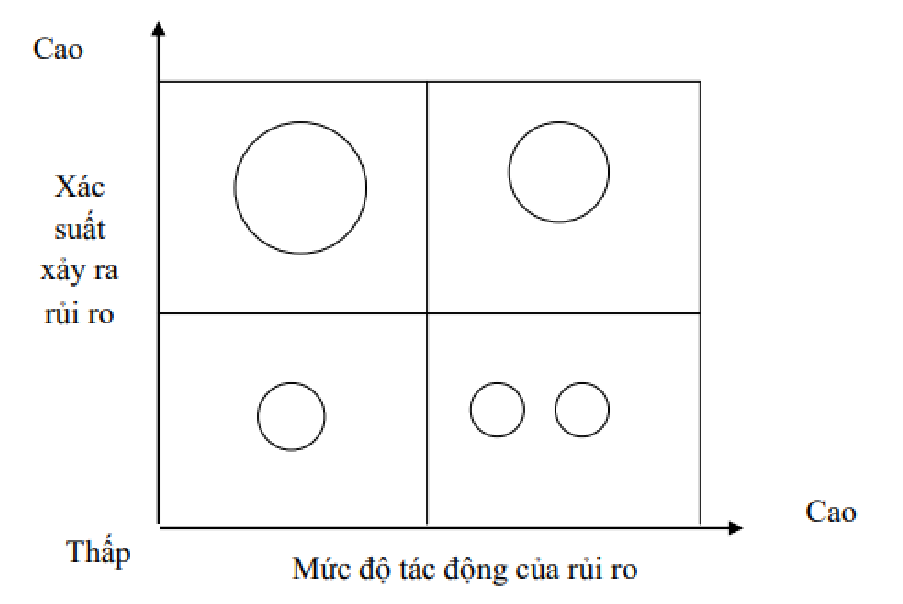 Cao
Xác
suất
xảy ra
rủi ro
Cao
Thấp
Mức độ tác động của rủi ro